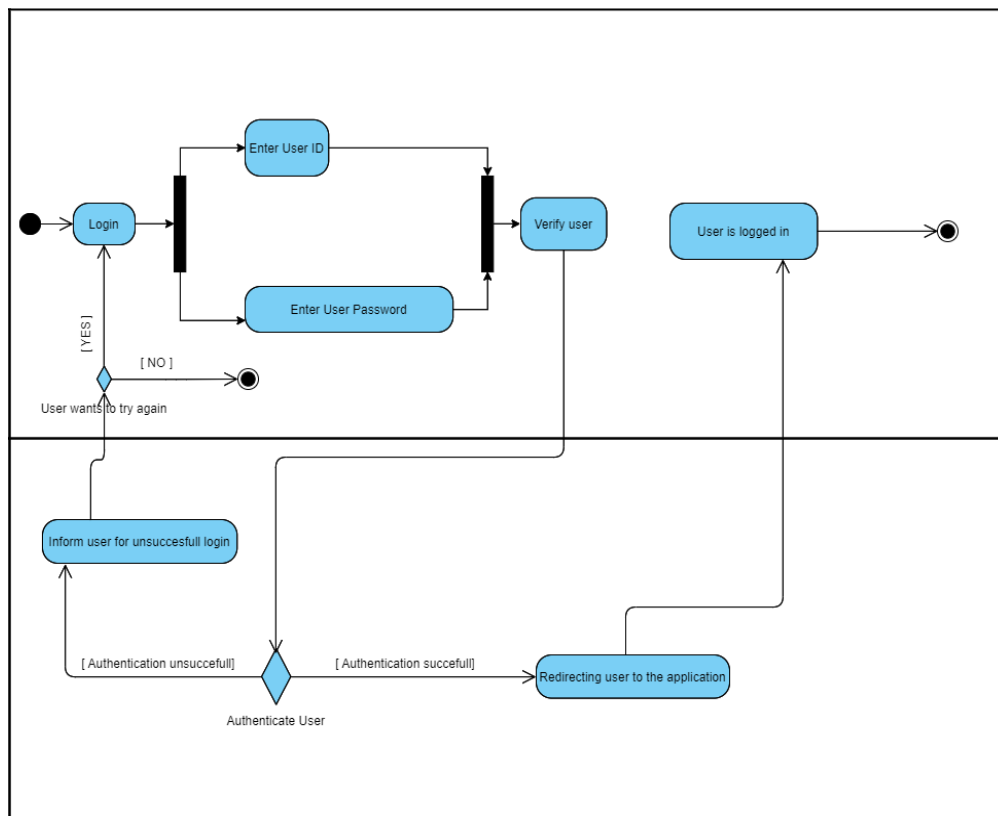 Enter User ID
Login
Verify user
User is logged in
Enter User Password
[ YES ]
[ NO ]
User wants to try again
Inform user for unsuccesfull login
[ Authentication unsuccefull]
[ Authentication succefull]
Redirecting user to the application
Authenticate User